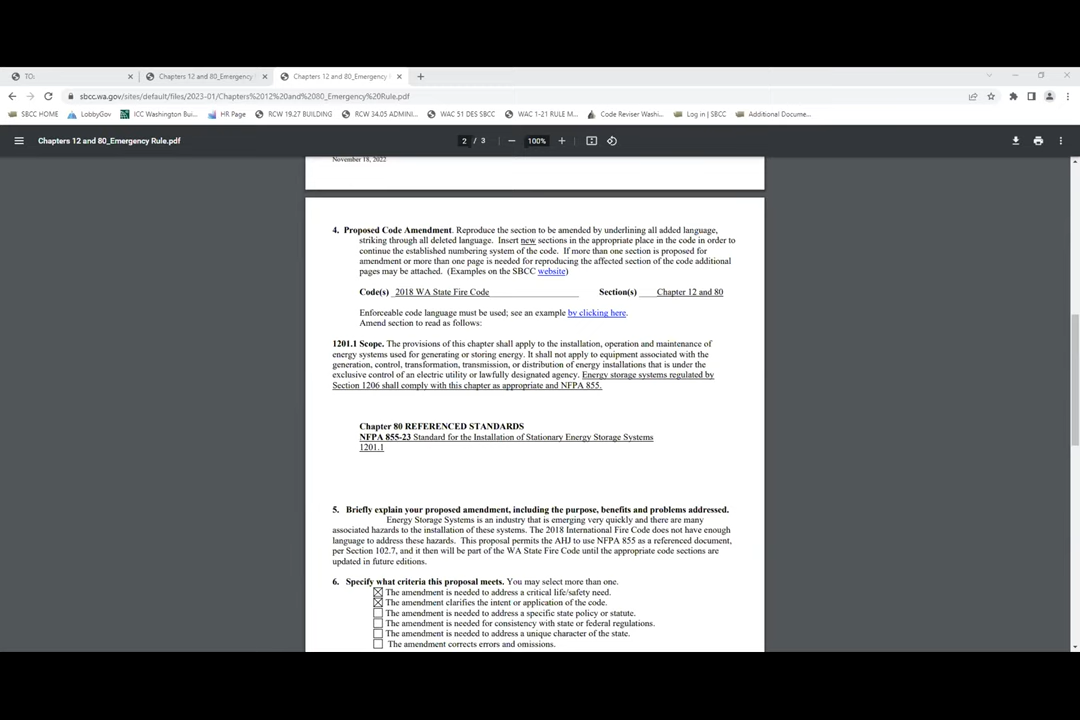 TO:
Chapters 12 and 80_Emergency
Chapters 12 and 80_Emergency
sbcc.wa.gov/sites/default/files/2023-01/Chapters%2012%20and%2080_Emergency%20Rule.pdf
SBCC HOME LobbyGov ICC Washington Bui... HR Page RCW 19.27 BUILDING RCW 34.05 ADMINI... WAC 51 DES SBCC WAC 1-21 RULE M... Code Reviser Washi... Log in | SBCC Additional Docume...
Chapters 12 and 80_Emergency Rule.pdf 2 / 3 100%
November 18, 2022
4. Proposed Code Amendment. Reproduce the section to be amended by underlining all added language,
striking through all deleted language. Insert new sections in the appropriate place in the code in order to
continue the established numbering system of the code. If more than one section is proposed for
amendment or more than one page is needed for reproducing the affected section of the code additional
pages may be attached. (Examples on the SBCC website)
Code(s) 2018 WA State Fire Code Section(s) Chapter 12 and 80
Enforceable code language must be used; see an example by clicking here.
Amend section to read as follows:
1201.1 Scope. The provisions of this chapter shall apply to the installation, operation and maintenance of
energy systems used for generating or storing energy. It shall not apply to equipment associated with the
generation, control, transformation, transmission, or distribution of energy installations that is under the
exclusive control of an electric utility or lawfully designated agency. Energy storage systems regulated by
Section 1206 shall comply with this chapter as appropriate and NFPA 855.
Chapter 80 REFERENCED STANDARDS
NFPA 855-23 Standard for the Installation of Stationary Energy Storage Systems
1201.1
5. Briefly explain your proposed amendment, including the purpose, benefits and problems addressed.
Energy Storage Systems is an industry that is emerging very quickly and there are many
associated hazards to the installation of these systems. The 2018 International Fire Code does not have enough
language to address these hazards. This proposal permits the AHJ to use NFPA 855 as a referenced document,
per Section 102.7, and it then will be part of the WA State Fire Code until the appropriate code sections are
updated in future editions.
6. Specify what criteria this proposal meets. You may select more than one.
The amendment is needed to address a critical life/safety need.
The amendment clarifies the intent or application of the code.
The amendment is needed to address a specific state policy or statute.
The amendment is needed for consistency with state or federal regulations.
The amendment is needed to address a unique character of the state.
The amendment corrects errors and omissions.